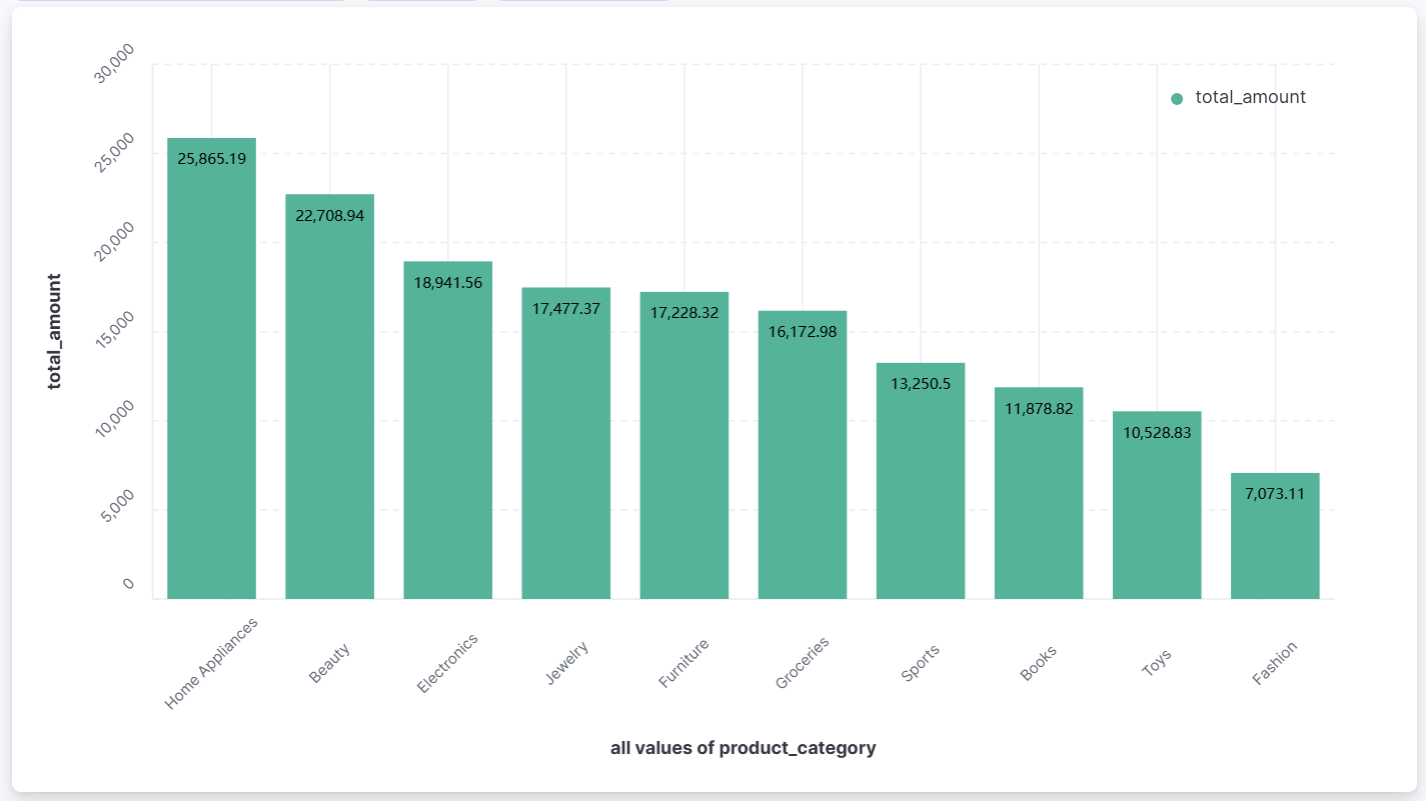 30,000
25,000
20,000
15,000
10,000
5,000
0
total_amount
total_amount
25,865.19
22,708.94
18,941.56
17,477.37
17,228.32
16,172.98
13,250.5
11,878.82
10,528.83
7,073.11
Home Appliances
Beauty
Electronics
Jewelry
Furniture
Groceries
Sports
Books
Toys
Fashion
all values of product_category